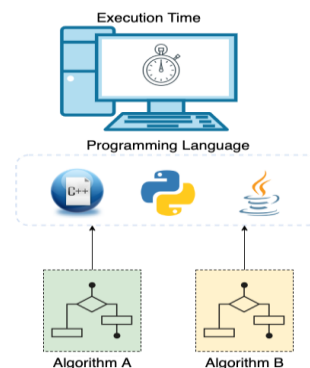 Execution Time
Programming Language
C++
Algorithm A
Algorithm B